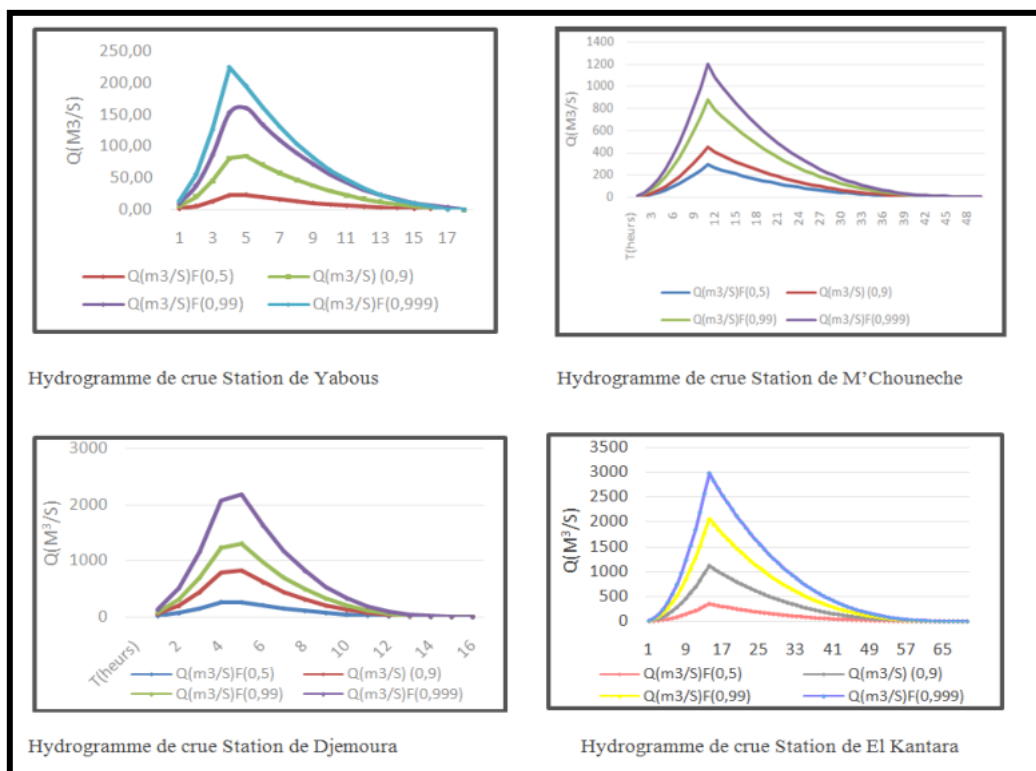 250,00
200,00
150,00
100,00
50,00
0,00
Q(M3/S)
1 3 5 7 9 11 13 15 17
Q(m3/S)F(0,5) Q(m3/S) (0,9)
Q(m3/S)F(0,99) Q(m3/S)F(0,999)
Hydrogramme de crue Station de Yabous
1400
1200
1000
800
600
400
200
0
Q(M3/S)
T(heurs) 3 6 9 12 15 18 21 24 27 30 33 36 39 42 45 48
Q(m3/S)F(0,5) Q(m3/S) (0,9)
Q(m3/S)F(0,99) Q(m3/S)F(0,999)
Hydrogramme de crue Station de M’Chouneche
3000
2000
1000
0
Q(M³/S)
T(heurs) 2 4 6 8 10 12 14 16
Q(m3/S)F(0,5) Q(m3/S) (0,9)
Q(m3/S)F(0,99) Q(m3/S)F(0,999)
Hydrogramme de crue Station de Djemoura
3500
3000
2500
2000
1500
1000
500
0
Q(M³/S)
1 9 17 25 33 41 49 57 65
Q(m3/S)F(0,5) Q(m3/S) (0,9)
Q(m3/S)F(0,99) Q(m3/S)F(0,999)
Hydrogramme de crue Station de El Kantara